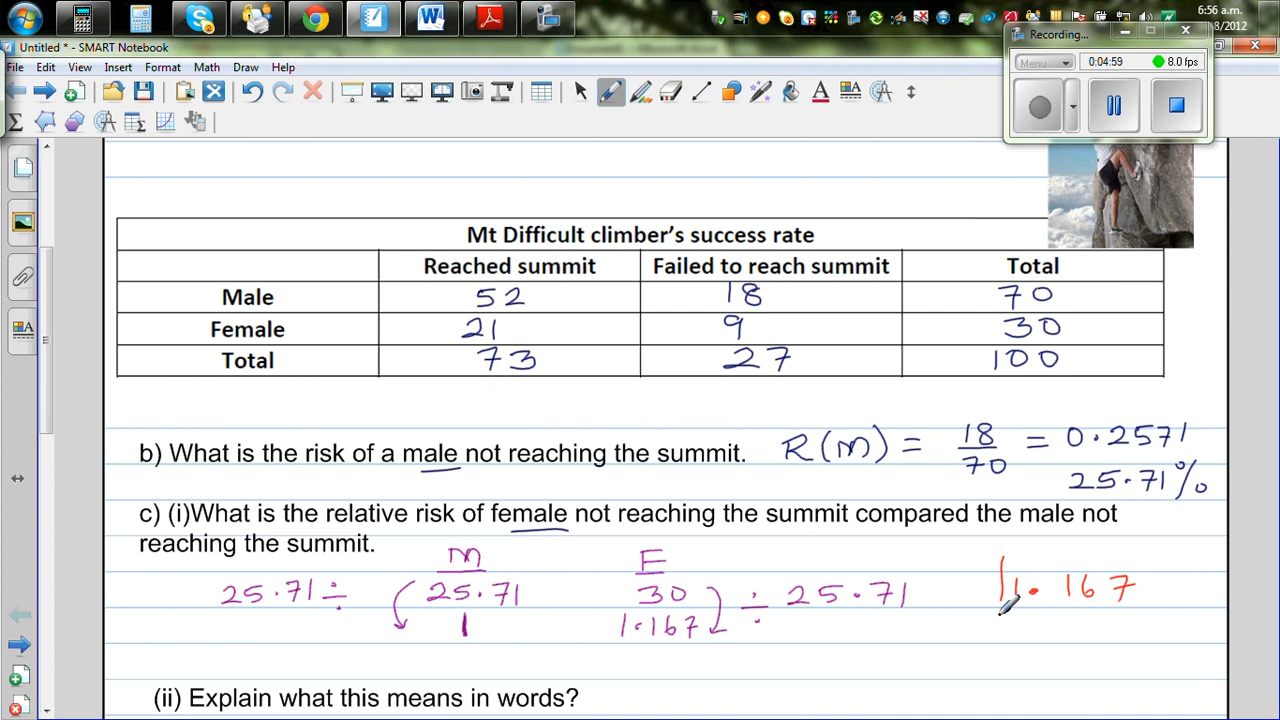 6:56 a.m.
8/2012
Untitled * - SMART Notebook
Recording...
File Edit View Insert Format Math Draw Help
Menu 0:04:59 8.0 fps
Mt Difficult climber's success rate
Reached summit Failed to reach summit Total
Male 52 18 70
Female 21 9 30
Total 73 27 100
b) What is the risk of a male not reaching the summit. R(M) = 18/70 = 0.2571
25.71%
c) (i)What is the relative risk of female not reaching the summit compared the male not
reaching the summit.
M F
25.71 ÷ 25.71 30 ÷ 25.71 1.167
1 1.167
(ii) Explain what this means in words?